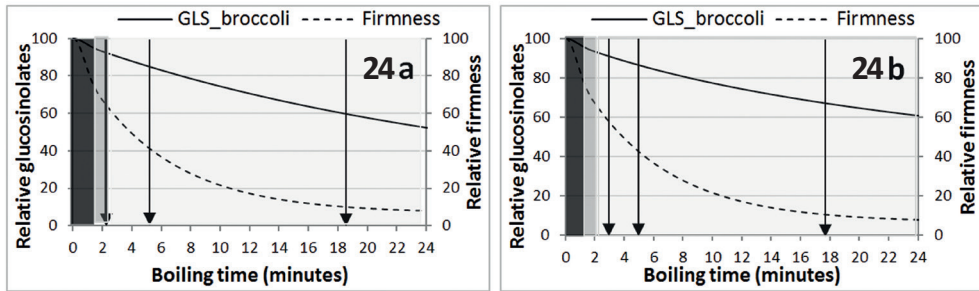 GLS_broccoli Firmness
24a
Relative glucosinolates
100
80
60
40
20
0
Relative firmness
100
80
60
40
20
0
0 2 4 6 8 10 12 14 16 18 20 22 24
Boiling time (minutes)
GLS_broccoli Firmness
24b
Relative glucosinolates
100
80
60
40
20
0
Relative firmness
100
80
60
40
20
0
0 2 4 6 8 10 12 14 16 18 20 22 24
Boiling time (minutes)